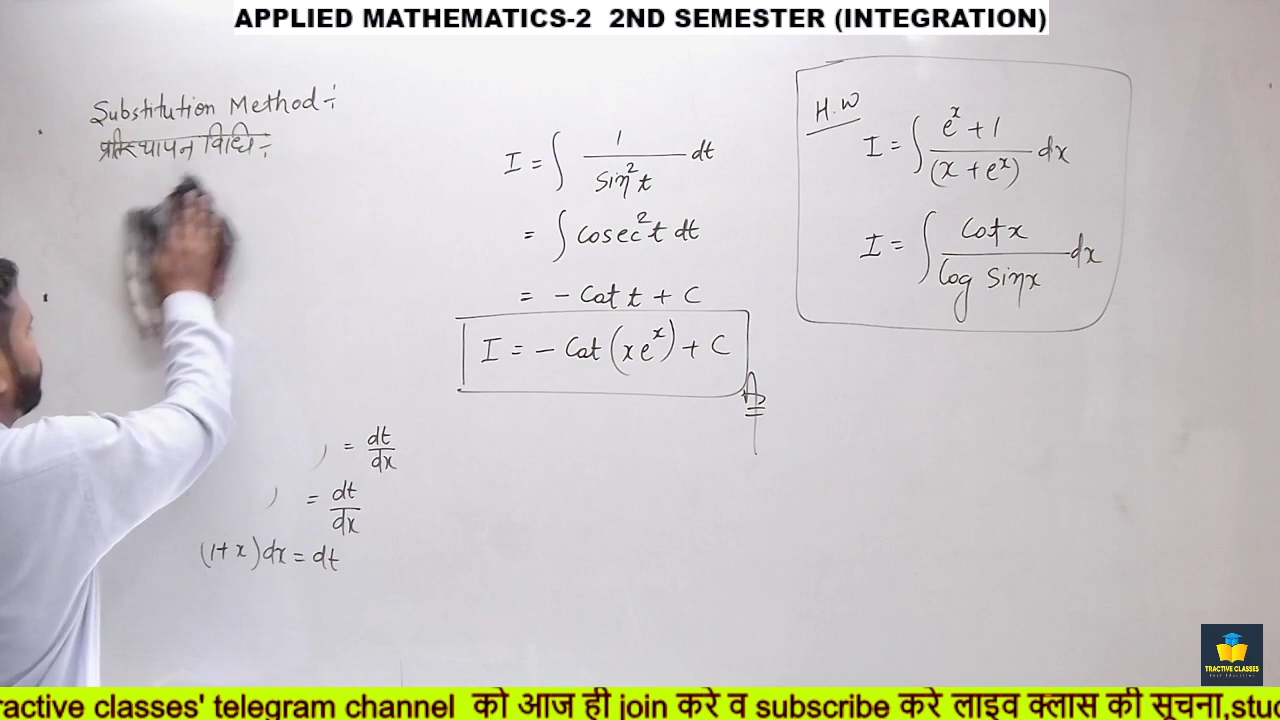 APPLIED MATHEMATICS-2 2ND SEMESTER (INTEGRATION)
Substitution Method ÷
प्रतिस्थापन विधि ÷
= dt/dx
= dt/dx
(1+x)dx = dt
I = ∫ 1/sin²t dt
= ∫ cosec²t dt
= - Cot t + C
I = - Cot (xeˣ) + C
A
H.W
I = ∫ (eˣ + 1)/(x + eˣ) dx
I = ∫ Cot x/log Sin x dx
TRACTIVE CLASSES
ractive classes' telegram channel को आज ही join करे व subscribe करे लाइव क्लास की सूचना,stu